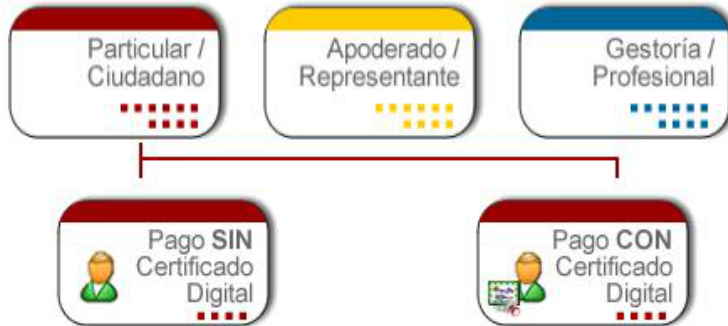 Particular /
Ciudadano
Apoderado /
Representante
Gestoría /
Profesional
Pago SIN
Certificado
Digital
Pago CON
Certificado
Digital